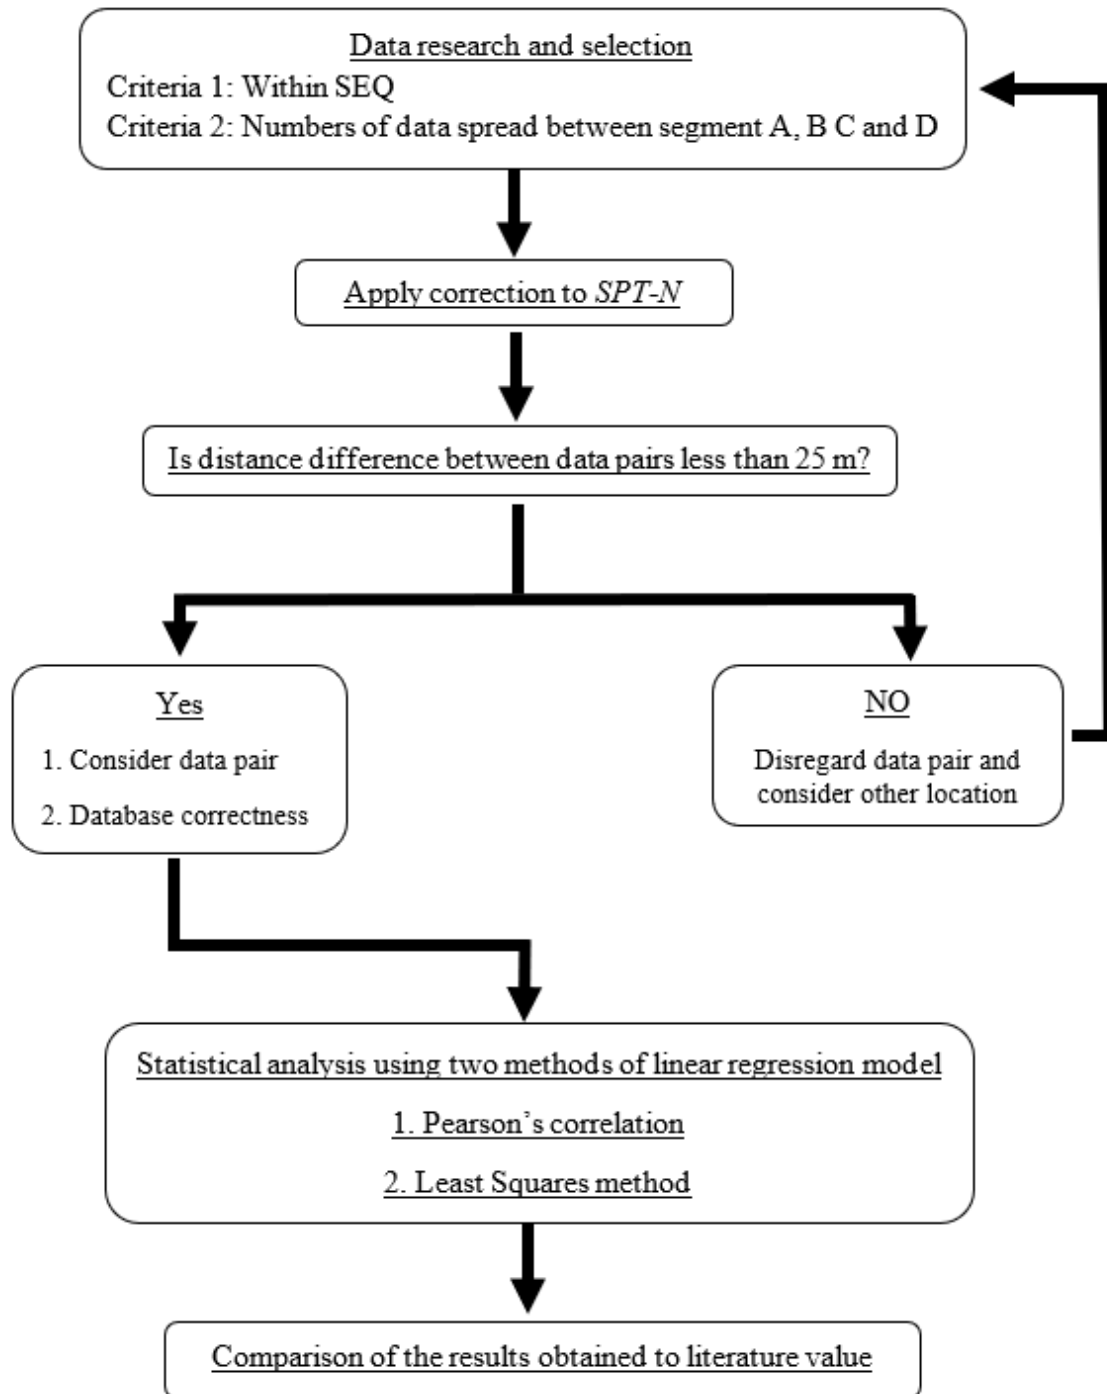 Data research and selection
Criteria 1: Within SEQ
Criteria 2: Numbers of data spread between segment A, B C and D
Apply correction to SPT-N
Is distance difference between data pairs less than 25 m?
Yes
1. Consider data pair
2. Database correctness
NO
Disregard data pair and
consider other location
Statistical analysis using two methods of linear regression model
1. Pearson’s correlation
2. Least Squares method
Comparison of the results obtained to literature value